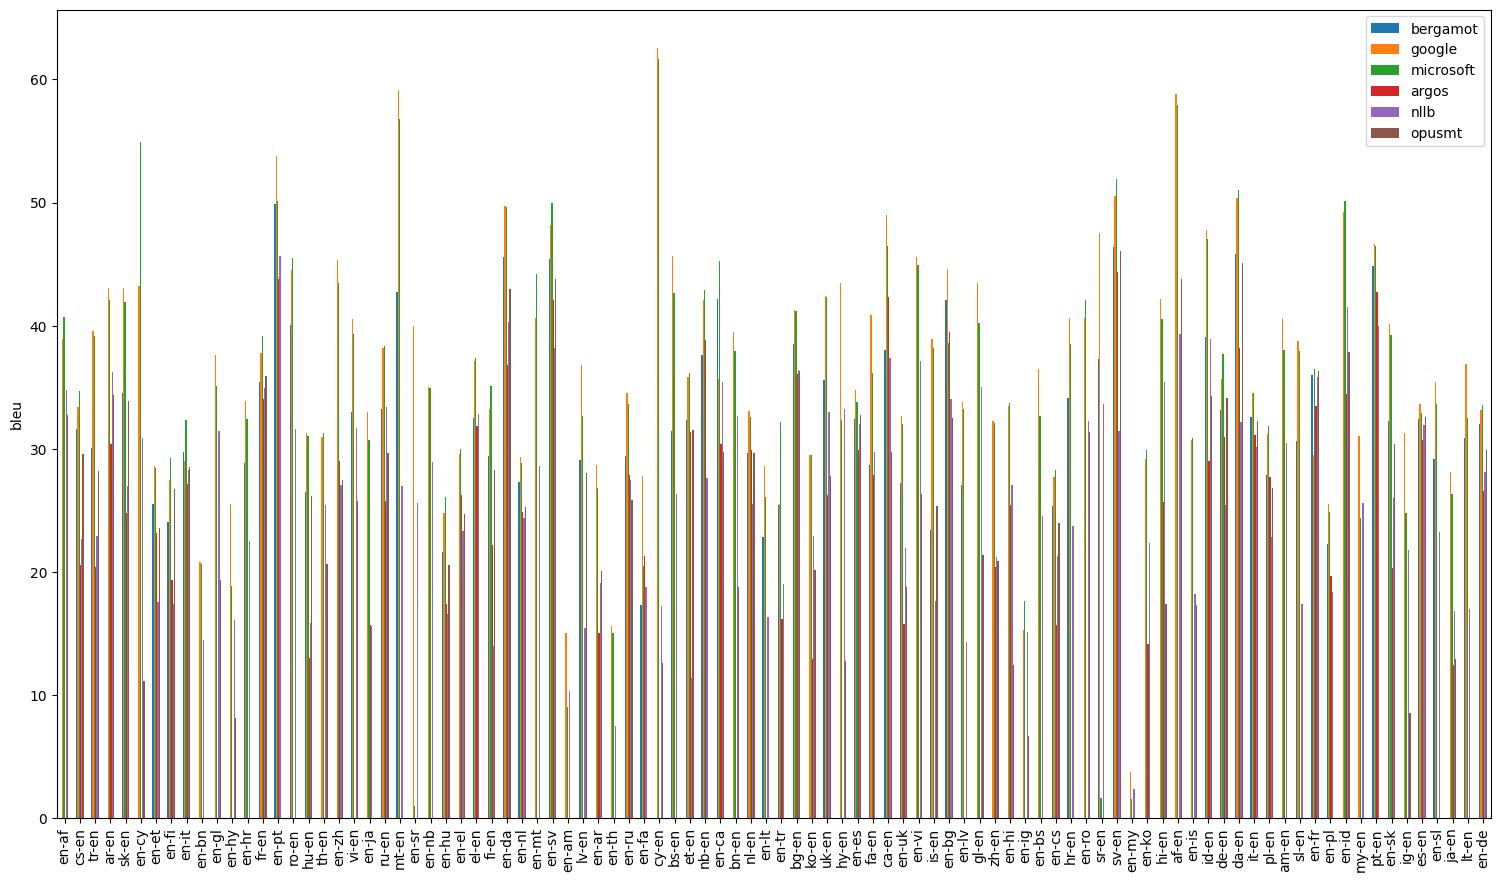 bleu
60
50
40
30
20
10
0
bergamot
google
microsoft
argos
nllb
opusmt
en-af
cs-en
tr-en
ar-en
sk-en
en-cy
en-et
en-fi
en-it
en-bn
en-gl
en-hy
en-hr
fr-en
en-pt
ro-en
hu-en
th-en
en-zh
vi-en
en-ja
ru-en
mt-en
en-sr
en-nb
en-hu
en-el
el-en
fi-en
en-da
en-nl
en-mt
en-sv
en-am
lv-en
en-ar
en-th
en-ru
en-fa
cy-en
bs-en
et-en
nb-en
en-ca
bn-en
nl-en
en-lt
en-tr
bg-en
ko-en
uk-en
hy-en
en-es
fa-en
ca-en
en-uk
en-vi
is-en
en-bg
en-lv
gl-en
zh-en
en-hi
en-ig
en-bs
en-cs
hr-en
en-ro
sr-en
sv-en
en-my
en-ko
hi-en
af-en
en-is
id-en
de-en
da-en
it-en
pl-en
am-en
sl-en
en-fr
en-pl
en-id
my-en
pt-en
en-sk
ig-en
es-en
en-sl
ja-en
lt-en
en-de